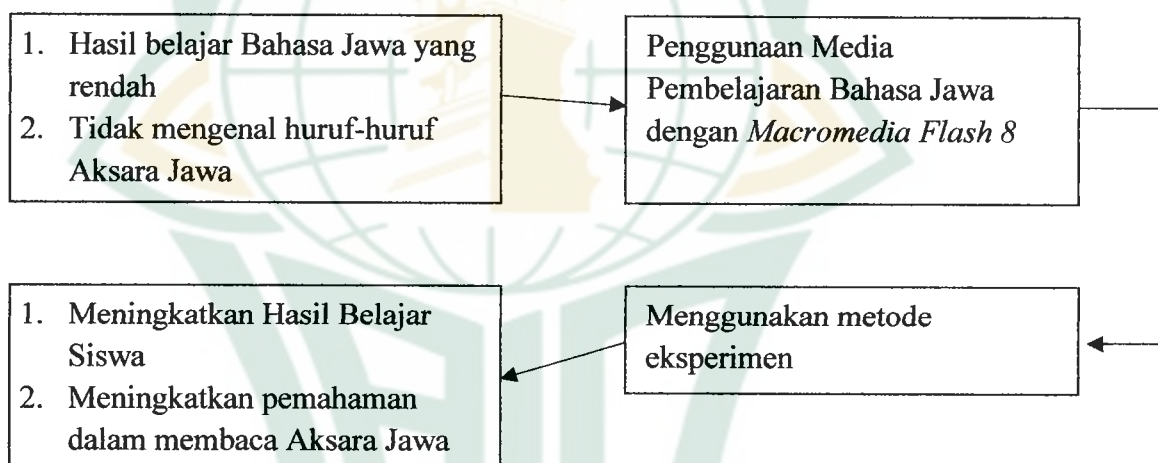 1. Hasil belajar Bahasa Jawa yang
rendah
2. Tidak mengenal huruf-huruf
Aksara Jawa
Penggunaan Media
Pembelajaran Bahasa Jawa
dengan Macromedia Flash 8
Menggunakan metode
eksperimen
1. Meningkatkan Hasil Belajar
Siswa
2. Meningkatkan pemahaman
dalam membaca Aksara Jawa